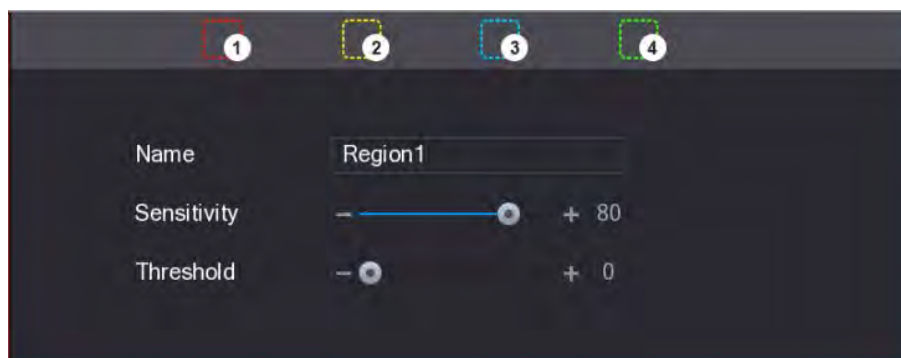 1 2 3 4
Name Region1
Sensitivity − + 80
Threshold − + 0